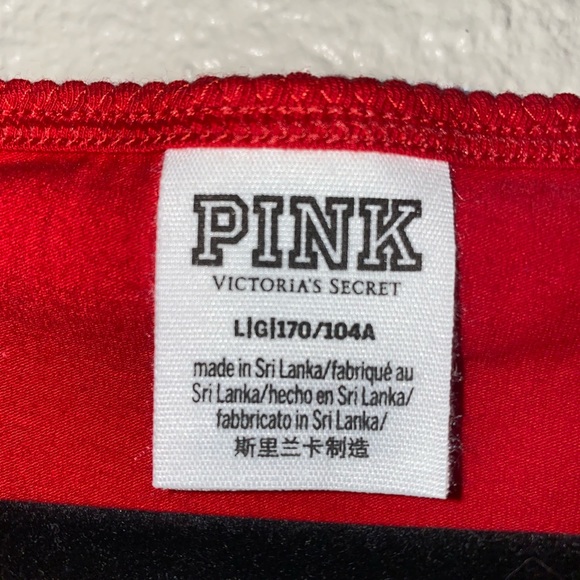 PINK
VICTORIA'S SECRET
L|G|170/104A
made in Sri Lanka/fabriqué au
Sri Lanka/hecho en Sri Lanka/
fabbricato in Sri Lanka/
斯里兰卡制造